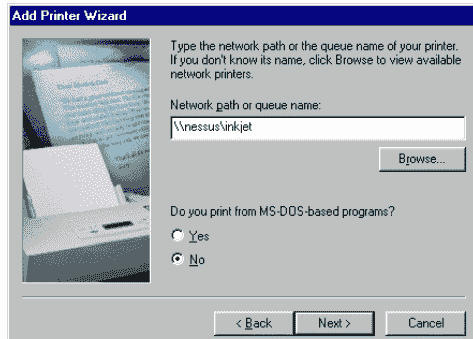 Add Printer Wizard
Type the network path or the queue name of your printer.
If you don't know its name, click Browse to view available
network printers.
Network path or queue name:
\\nessus\inkjet
Browse...
Do you print from MS-DOS-based programs?
Yes
No
< Back
Next >
Cancel